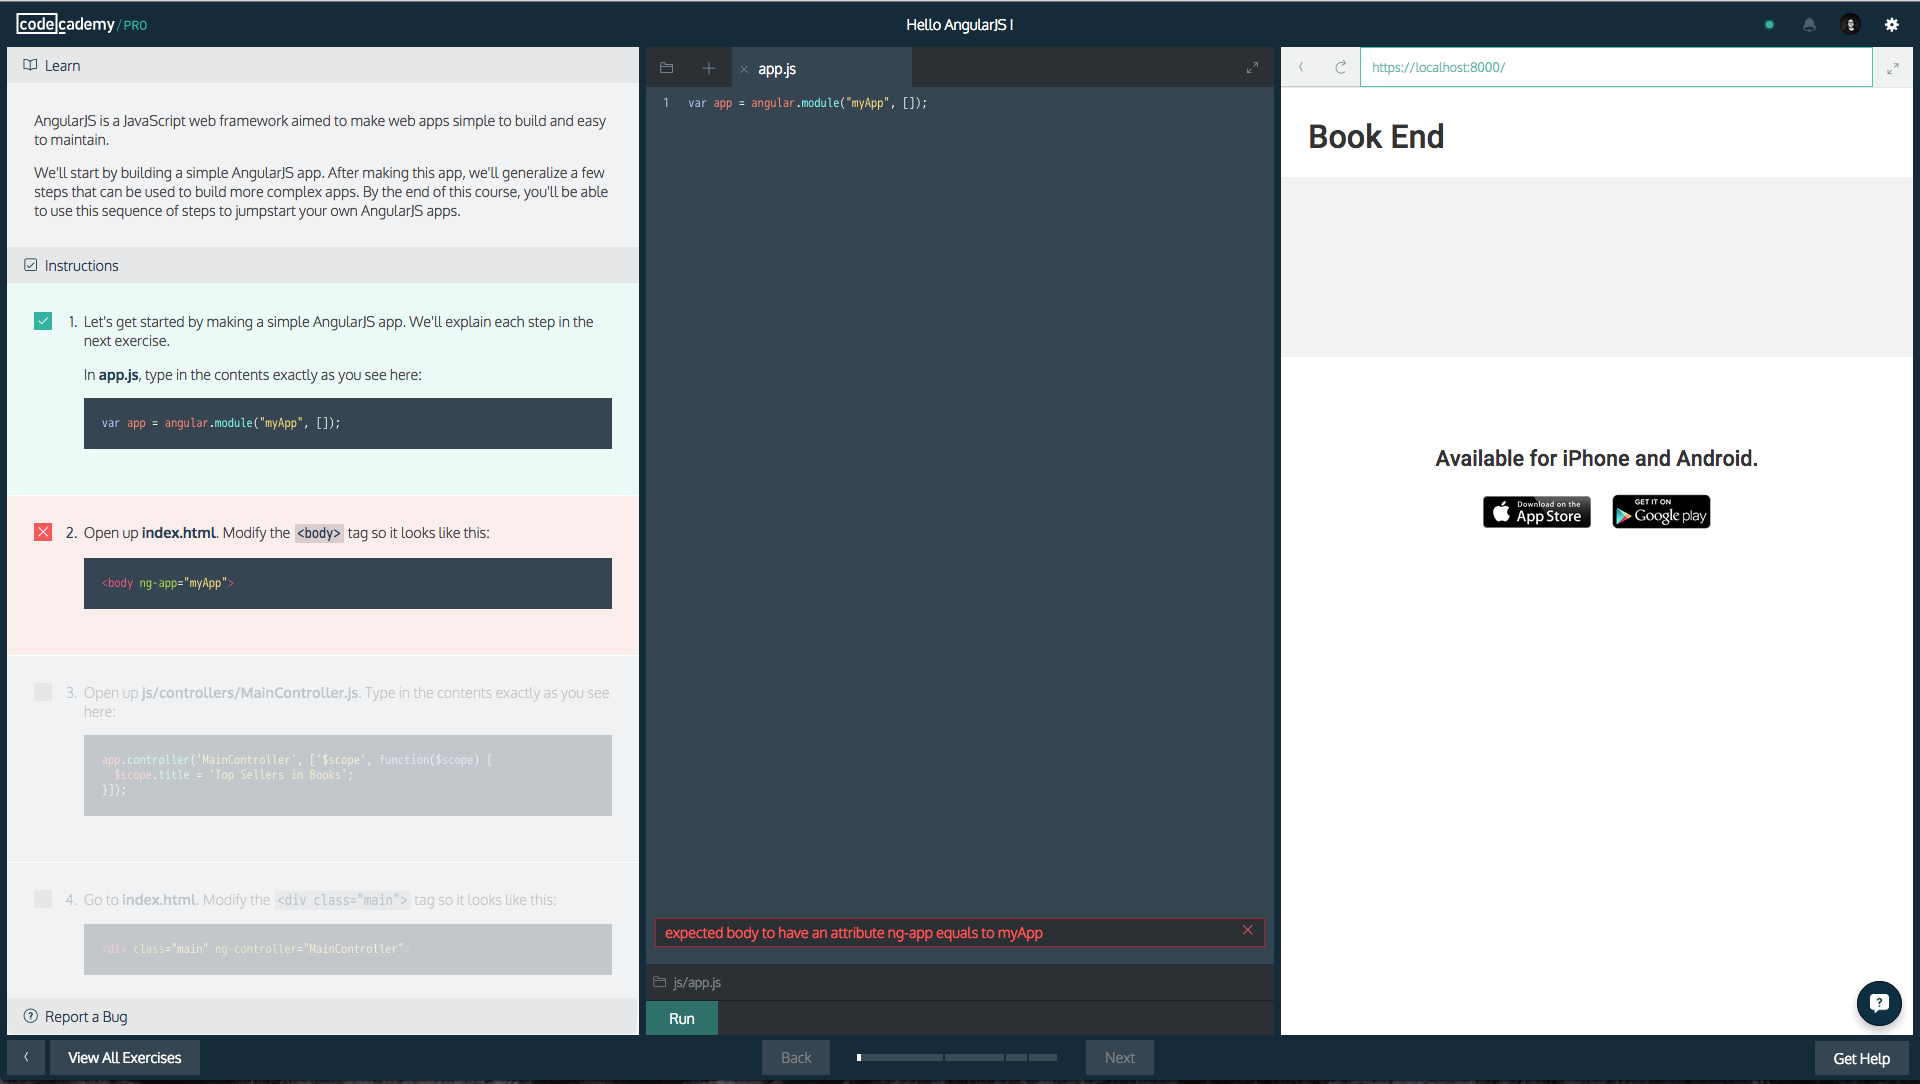 codecademy/PRO
Hello AngularJS I
Learn
AngularJS is a JavaScript web framework aimed to make web apps simple to build and easy
to maintain.
We'll start by building a simple AngularJS app. After making this app, we'll generalize a few
steps that can be used to build more complex apps. By the end of this course, you'll be able
to use this sequence of steps to jumpstart your own AngularJS apps.
Instructions
1. Let's get started by making a simple AngularJS app. We'll explain each step in the
next exercise.
In app.js, type in the contents exactly as you see here:
var app = angular.module("myApp", []);
2. Open up index.html. Modify the <body> tag so it looks like this:
<body ng-app="myApp">
3. Open up js/controllers/MainController.js. Type in the contents exactly as you see
here:
app.controller('MainController', ['$scope', function($scope) {
$scope.title = 'Top Sellers in Books';
}]);
4. Go to index.html. Modify the <div class="main"> tag so it looks like this:
<div class="main" ng-controller="MainController">
Report a Bug
app.js
1 var app = angular.module("myApp", []);
expected body to have an attribute ng-app equals to myApp
js/app.js
Run
https://localhost:8000/
Book End
Available for iPhone and Android.
Download on the
App Store
GET IT ON
Google play
View All Exercises
Back
Next
Get Help